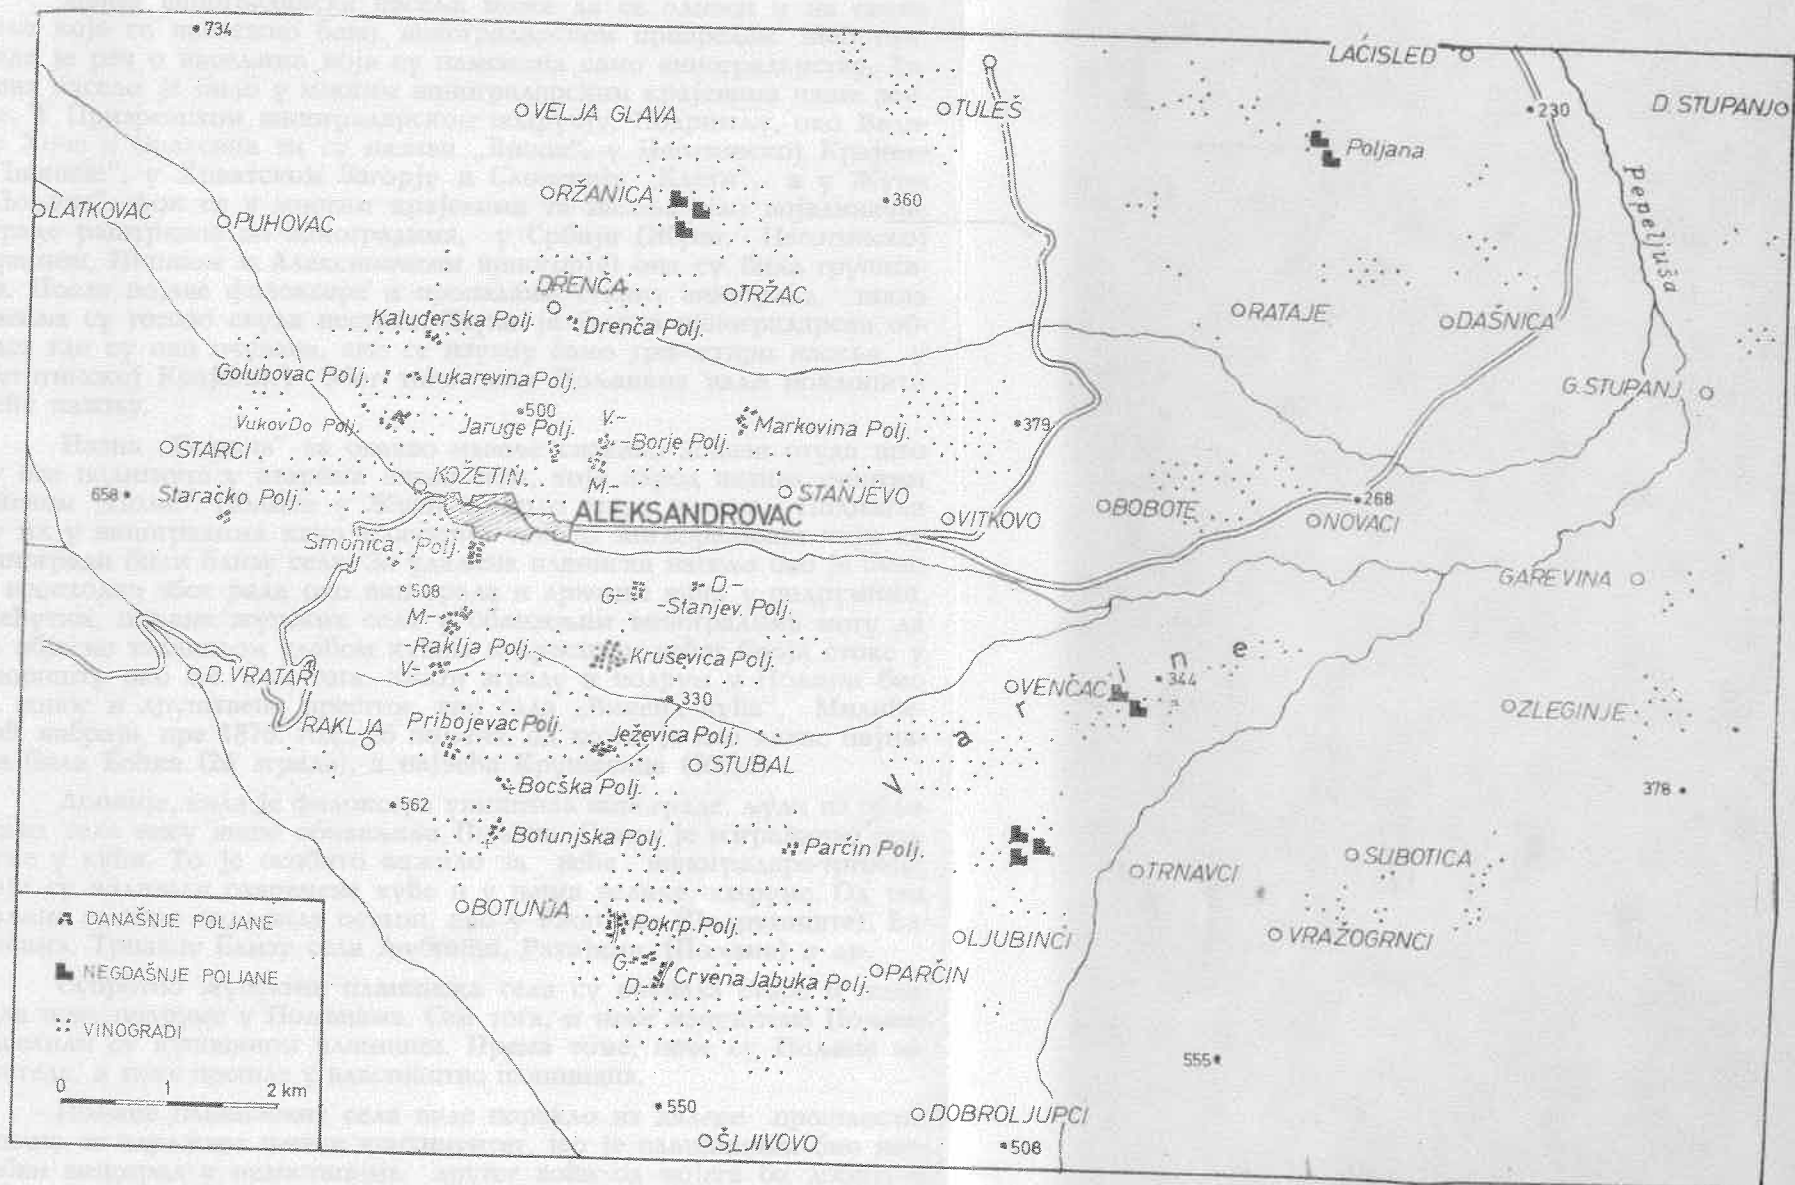 734
LAĆISLED
VELJA GLAVA
TULEŠ
230
D. STUPANJ
Poljana
RŽANICA
360
LATKOVAC
PUHOVAC
Pepeljuša
DRENČA
TRŽAC
Drenča Polj.
Kaluđerska Polj.
RATAJE
DAŠNICA
Golubovac Polj.
Lukarevina Polj.
G. STUPANJ
500
Vukov Do Polj.
Jaruge Polj.
V.-
-Borje Polj.
M.-
Markovina Polj.
379
STARCI
KOŽETIN
658
Staračko Polj.
STANJEVO
268
ALEKSANDROVAC
VITKOVO
BOBOTE
NOVACI
Smonica Polj.
GAREVINA
508
G.-
D.-
-Stanjev. Polj.
M.-
-Raklja Polj.
V.-
Kruševica Polj.
D. VRATARI
330
VENČAC
344
V a r i n e
ZLEGINJE
RAKLJA
Pribojevac Polj.
Ježevica Polj.
STUBAL
Bocška Polj.
378
562
Botunjska Polj.
Parčin Polj.
SUBOTICA
TRNAVCI
BOTUNJA
Pokrp. Polj.
LJUBINCI
VRAŽOGRNCI
G.-
D.-
Crvena Jabuka Polj.
PARČIN
DANAŠNJE POLJANE
NEGDAŠNJE POLJANE
VINOGRADI
0 1 2 km
555
550
DOBROLJUPCI
ŠLJIVOVO
508